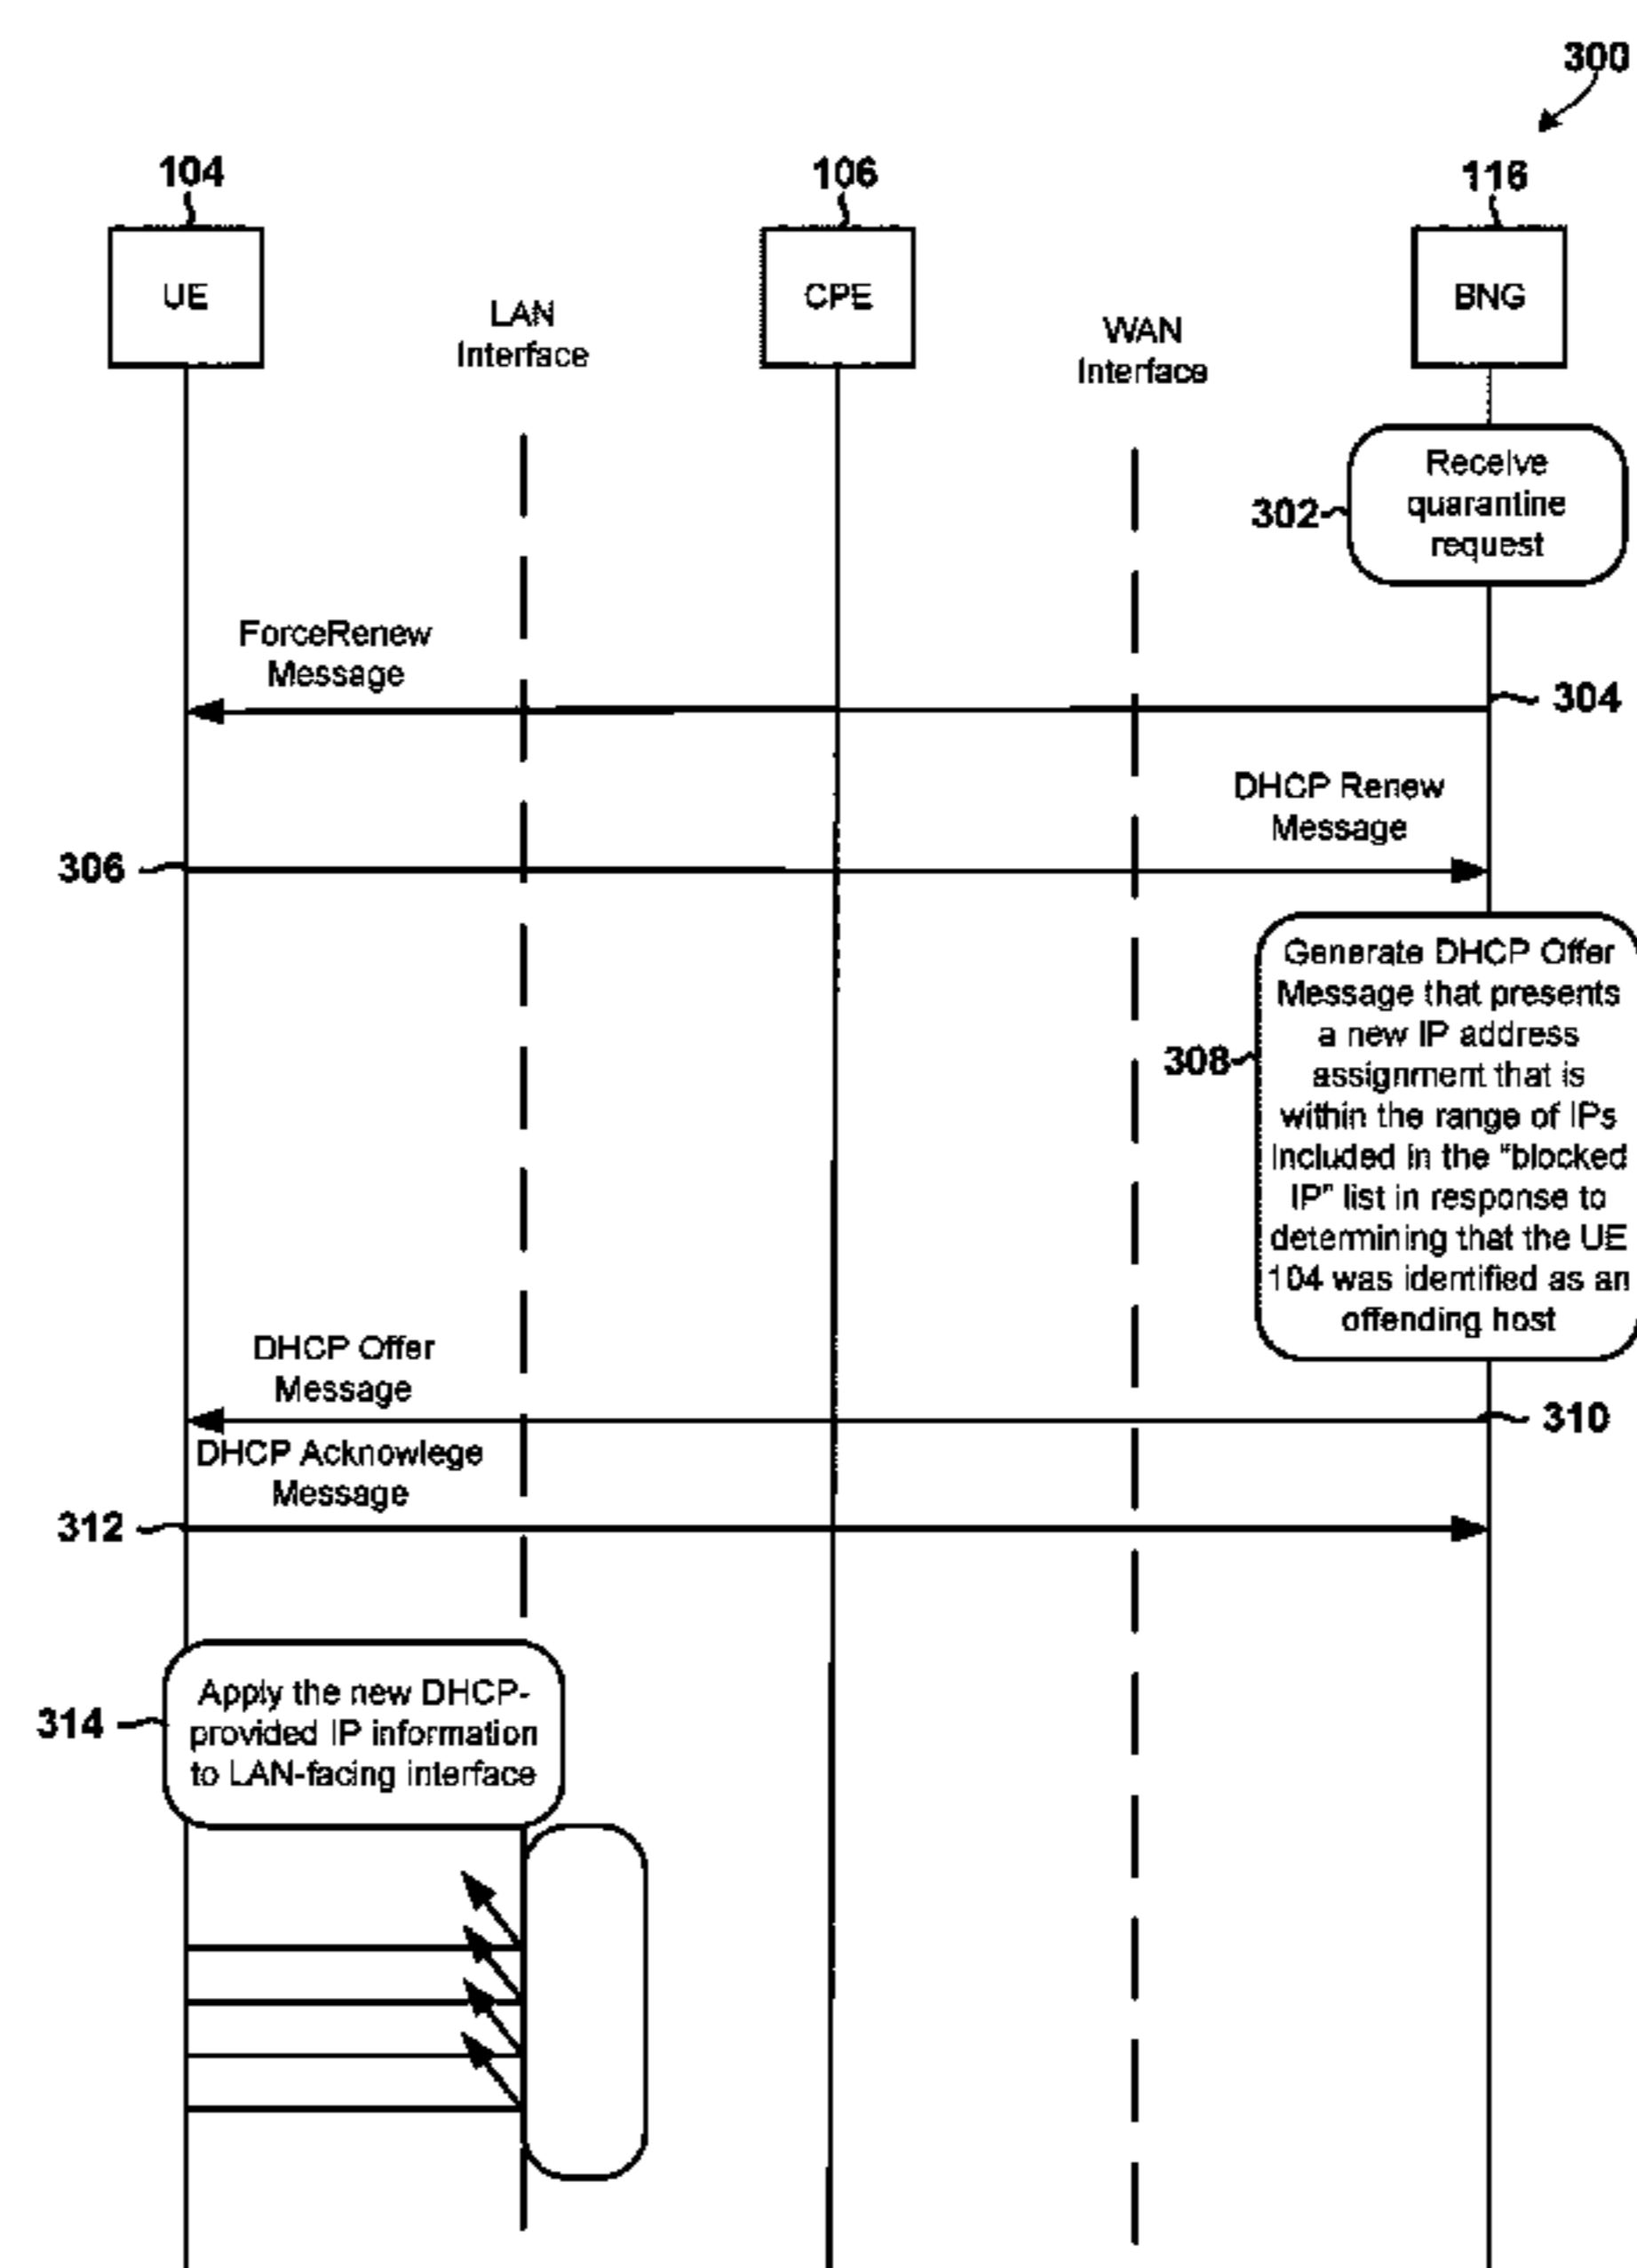 300
104
106
116
UE
CPE
BNG
LAN
Interface
WAN
Interface
Receive
quarantine
request
302
ForceRenew
Message
304
DHCP Renew
Message
306
Generate DHCP Offer
Message that presents
a new IP address
assignment that is
within the range of IPs
included in the "blocked
IP" list in response to
determining that the UE
104 was identified as an
offending host
308
DHCP Offer
Message
310
DHCP Acknowlege
Message
312
Apply the new DHCP-
provided IP information
to LAN-facing interface
314